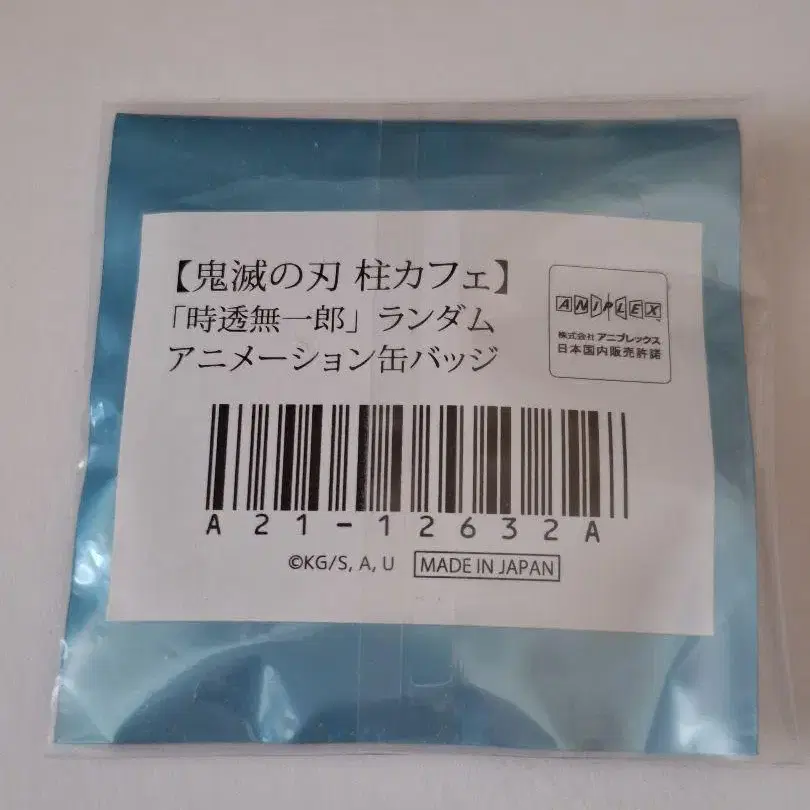 【鬼滅の刃 柱カフェ】
「時透無一郎」ランダム
アニメーション缶バッジ
ANIPLEX
株式会社 アニプレックス
日本国内販売許諾
A21-12632A
©KG/S, A, U MADE IN JAPAN